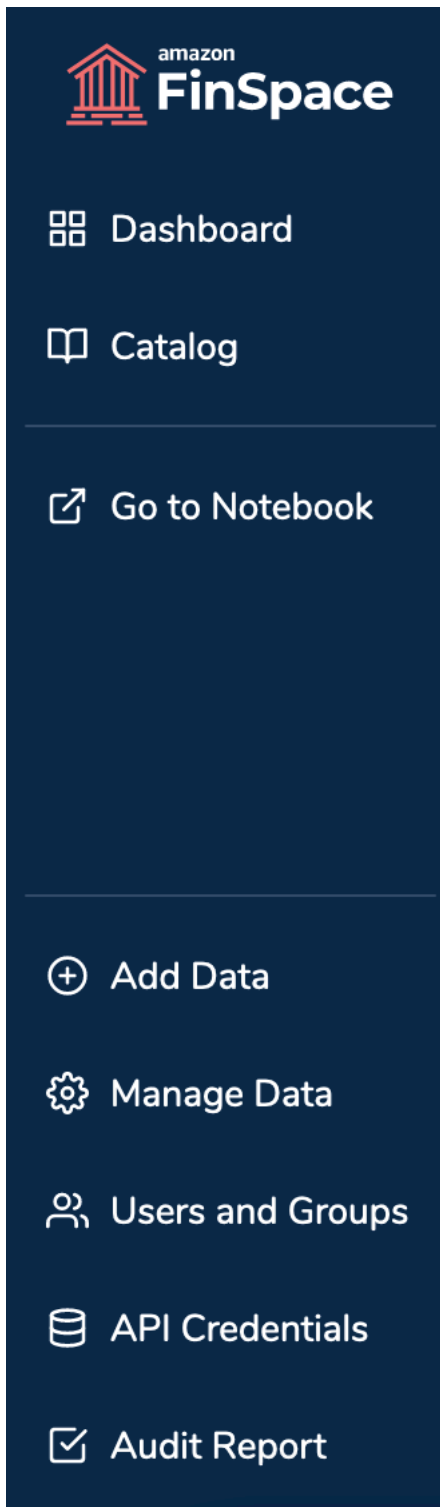 amazon
FinSpace
Dashboard
Catalog
Go to Notebook
Add Data
Manage Data
Users and Groups
API Credentials
Audit Report